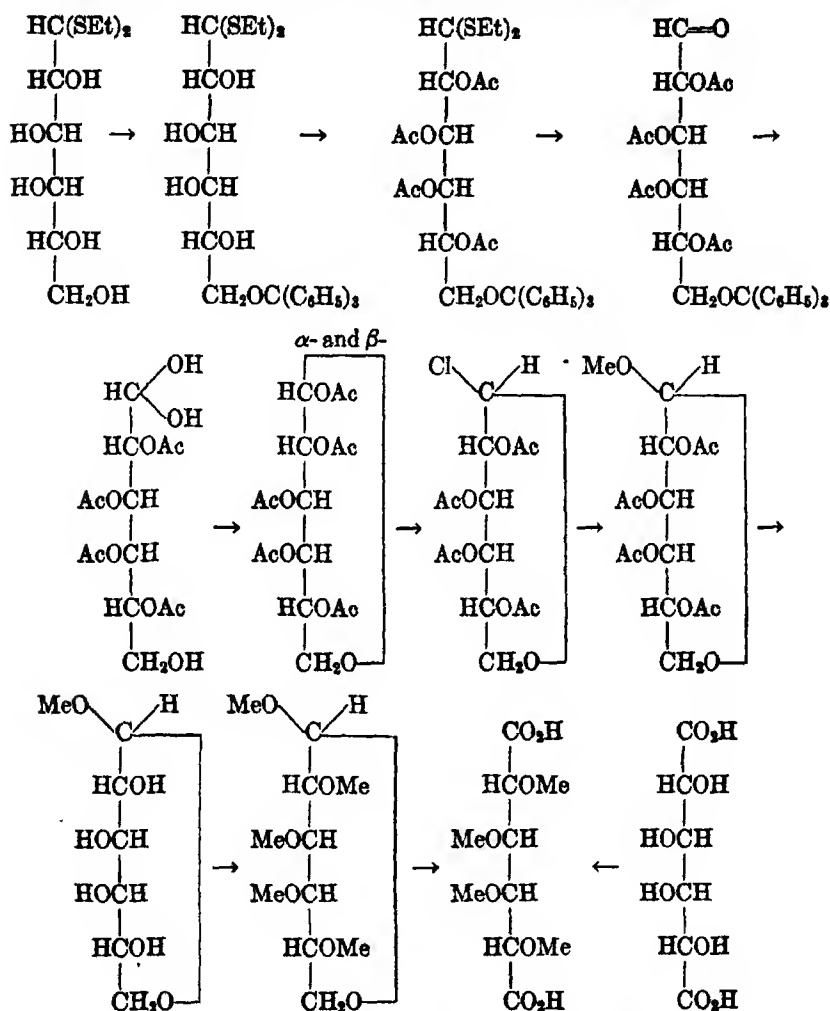 HC(SEt)₂ HC(SEt)₂ HC(SEt)₂ HC=O
HCOH HCOH HCOAc HCOAc
HOCH → HOCH → AcOCH → AcOCH →
HOCH HOCH AcOCH AcOCH
HCOH HCOH HCOAc HCOAc
CH₂OH CH₂OC(C₆H₅)₃ CH₂OC(C₆H₅)₃ CH₂OC(C₆H₅)₃
α- and β-
OH Cl H MeO H
HC HCOAc C C
OH
HCOAc HCOAc HCOAc HCOAc
AcOCH AcOCH AcOCH AcOCH
→ → → →
AcOCH AcOCH AcOCH AcOCH
HCOAc HCOAc HCOAc HCOAc
CH₂OH CH₂O CH₂O CH₂O
MeO H MeO H
C C CO₂H CO₂H
HCOH HCOMe HCOMe HCOH
HOCH MeOCH MeOCH HOCH
→ → ←
HOCH MeOCH MeOCH HOCH
HCOH HCOMe HCOMe HCOH
CH₂O CH₂O CO₂H CO₂H